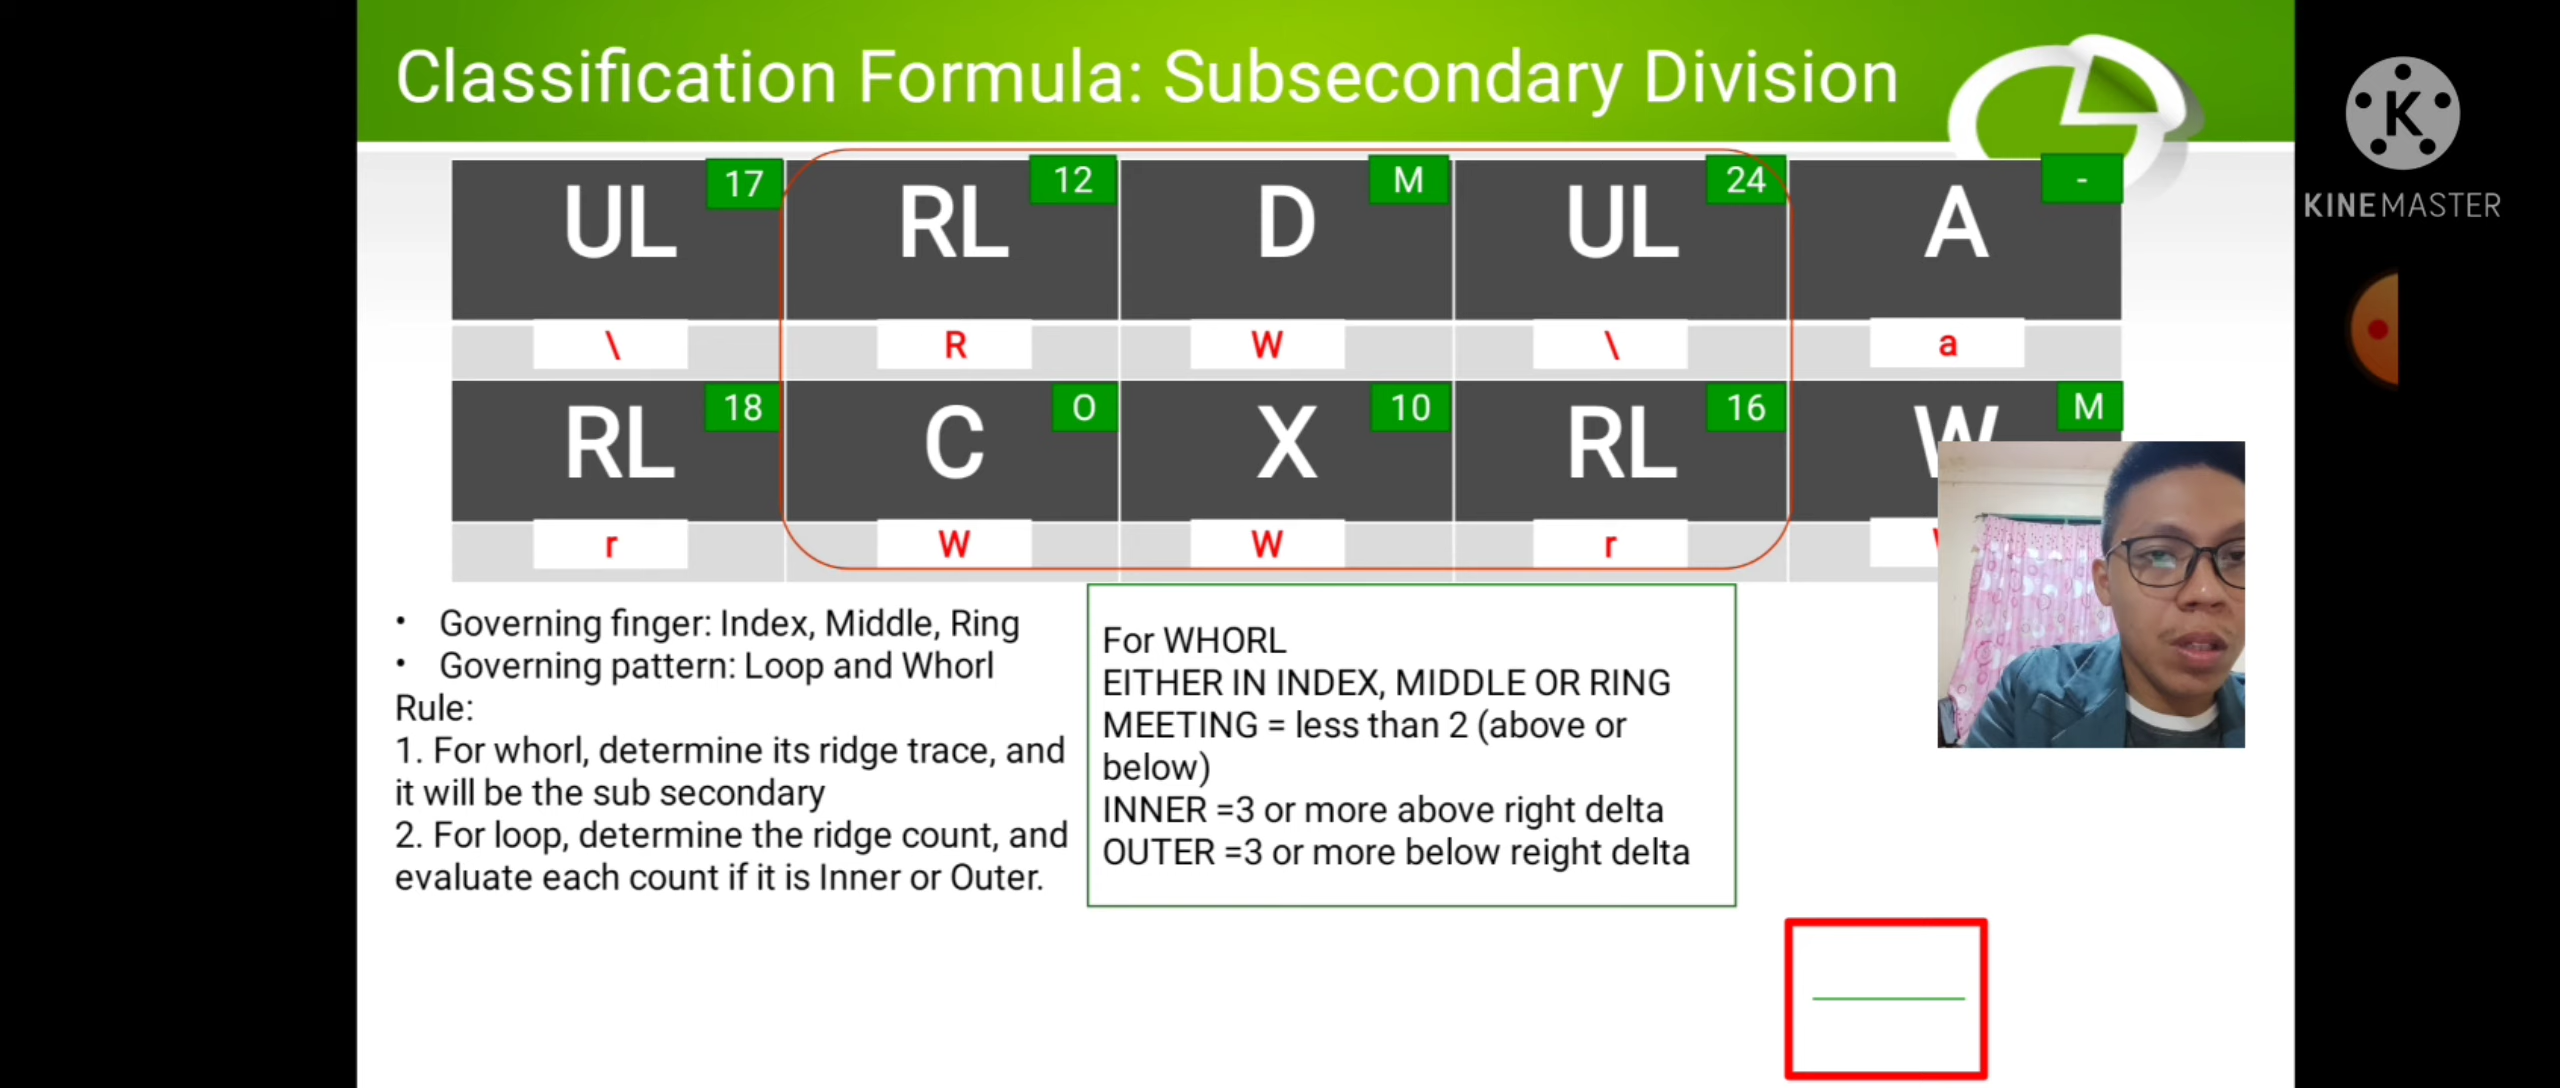 Classification Formula: Subsecondary Division
K
KINEMASTER
UL 17 RL 12 D M UL 24 A -
\ R W \ a
RL 18 C O X 10 RL 16 W M
r W W r
• Governing finger: Index, Middle, Ring
• Governing pattern: Loop and Whorl
Rule:
1. For whorl, determine its ridge trace, and
it will be the sub secondary
2. For loop, determine the ridge count, and
evaluate each count if it is Inner or Outer.
For WHORL
EITHER IN INDEX, MIDDLE OR RING
MEETING = less than 2 (above or
below)
INNER =3 or more above right delta
OUTER =3 or more below reight delta